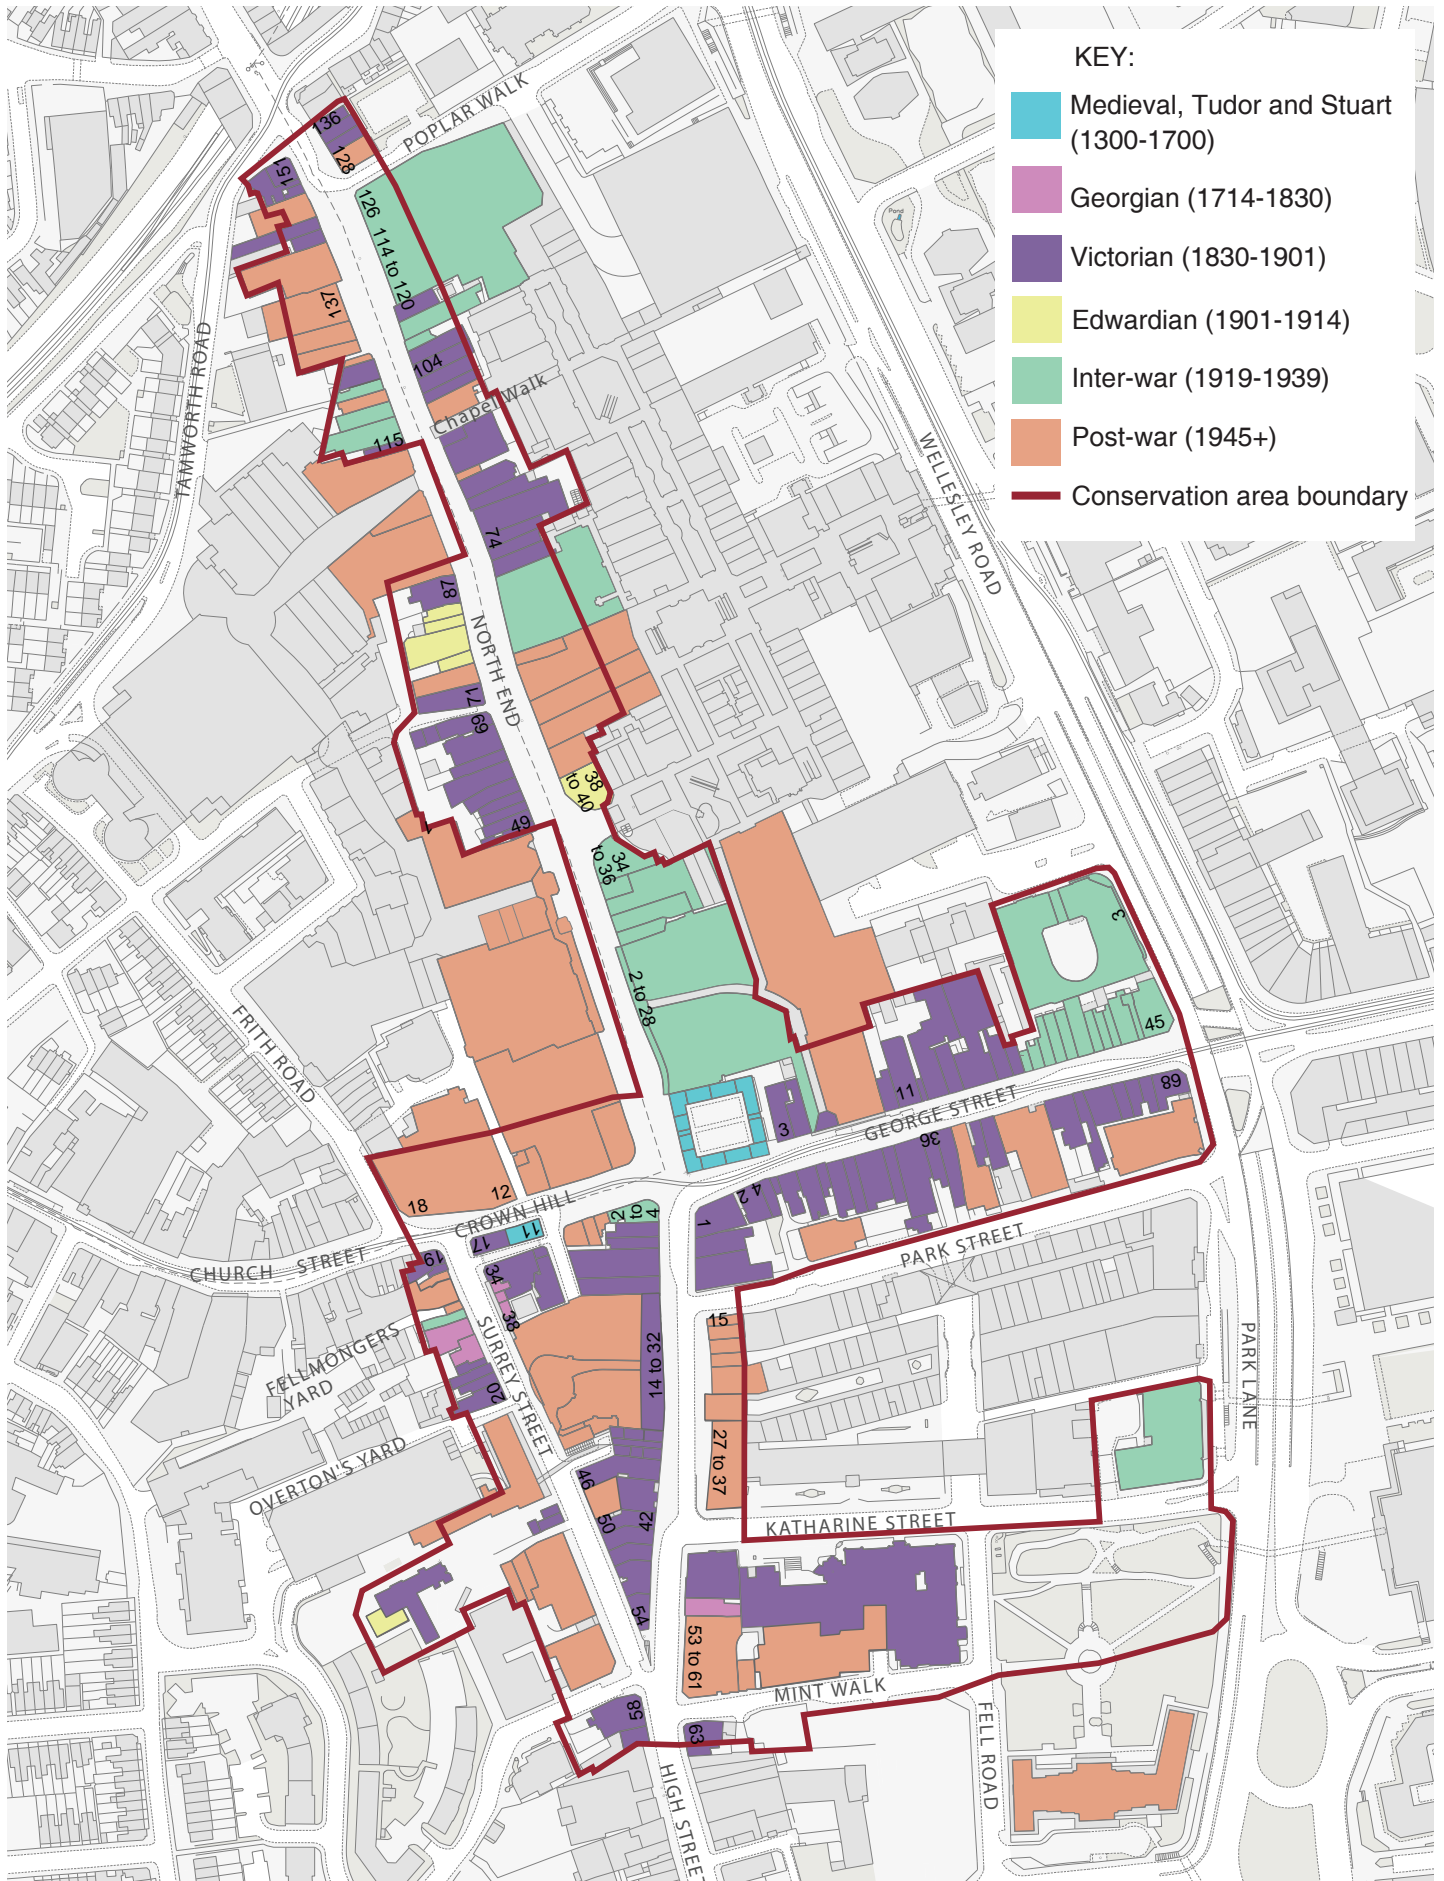 KEY:
Medieval, Tudor and Stuart
(1300-1700)
Georgian (1714-1830)
Victorian (1830-1901)
Edwardian (1901-1914)
Inter-war (1919-1939)
Post-war (1945+)
Conservation area boundary
136
128
POPLAR WALK
151
126
114 to 120
137
104
Chapel Walk
115
TAMWORTH ROAD
Pond
WELLESLEY ROAD
74
87
NORTH END
71
69
38
to 40
49
1
34
to 36
3
2 to 28
45
FRITH ROAD
11
3
GEORGE STREET
68
36
18
12
CROWN HILL
2
to
4
4
2
1
11
17
PARK STREET
CHURCH STREET
19
34
38
SURREY STREET
15
14 to 32
FELLMONGERS
YARD
20
PARK LANE
OVERTON'S YARD
27 to 37
46
50
42
KATHARINE STREET
54
53 to 61
MINT WALK
58
63
FELL ROAD
HIGH STREE